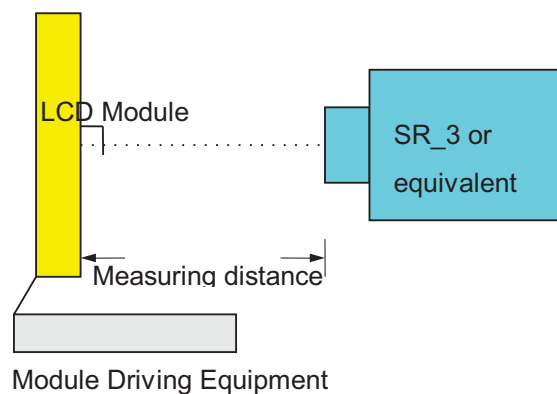 LCD Module
SR_3 or
equivalent
Measuring distance
Module Driving Equipment